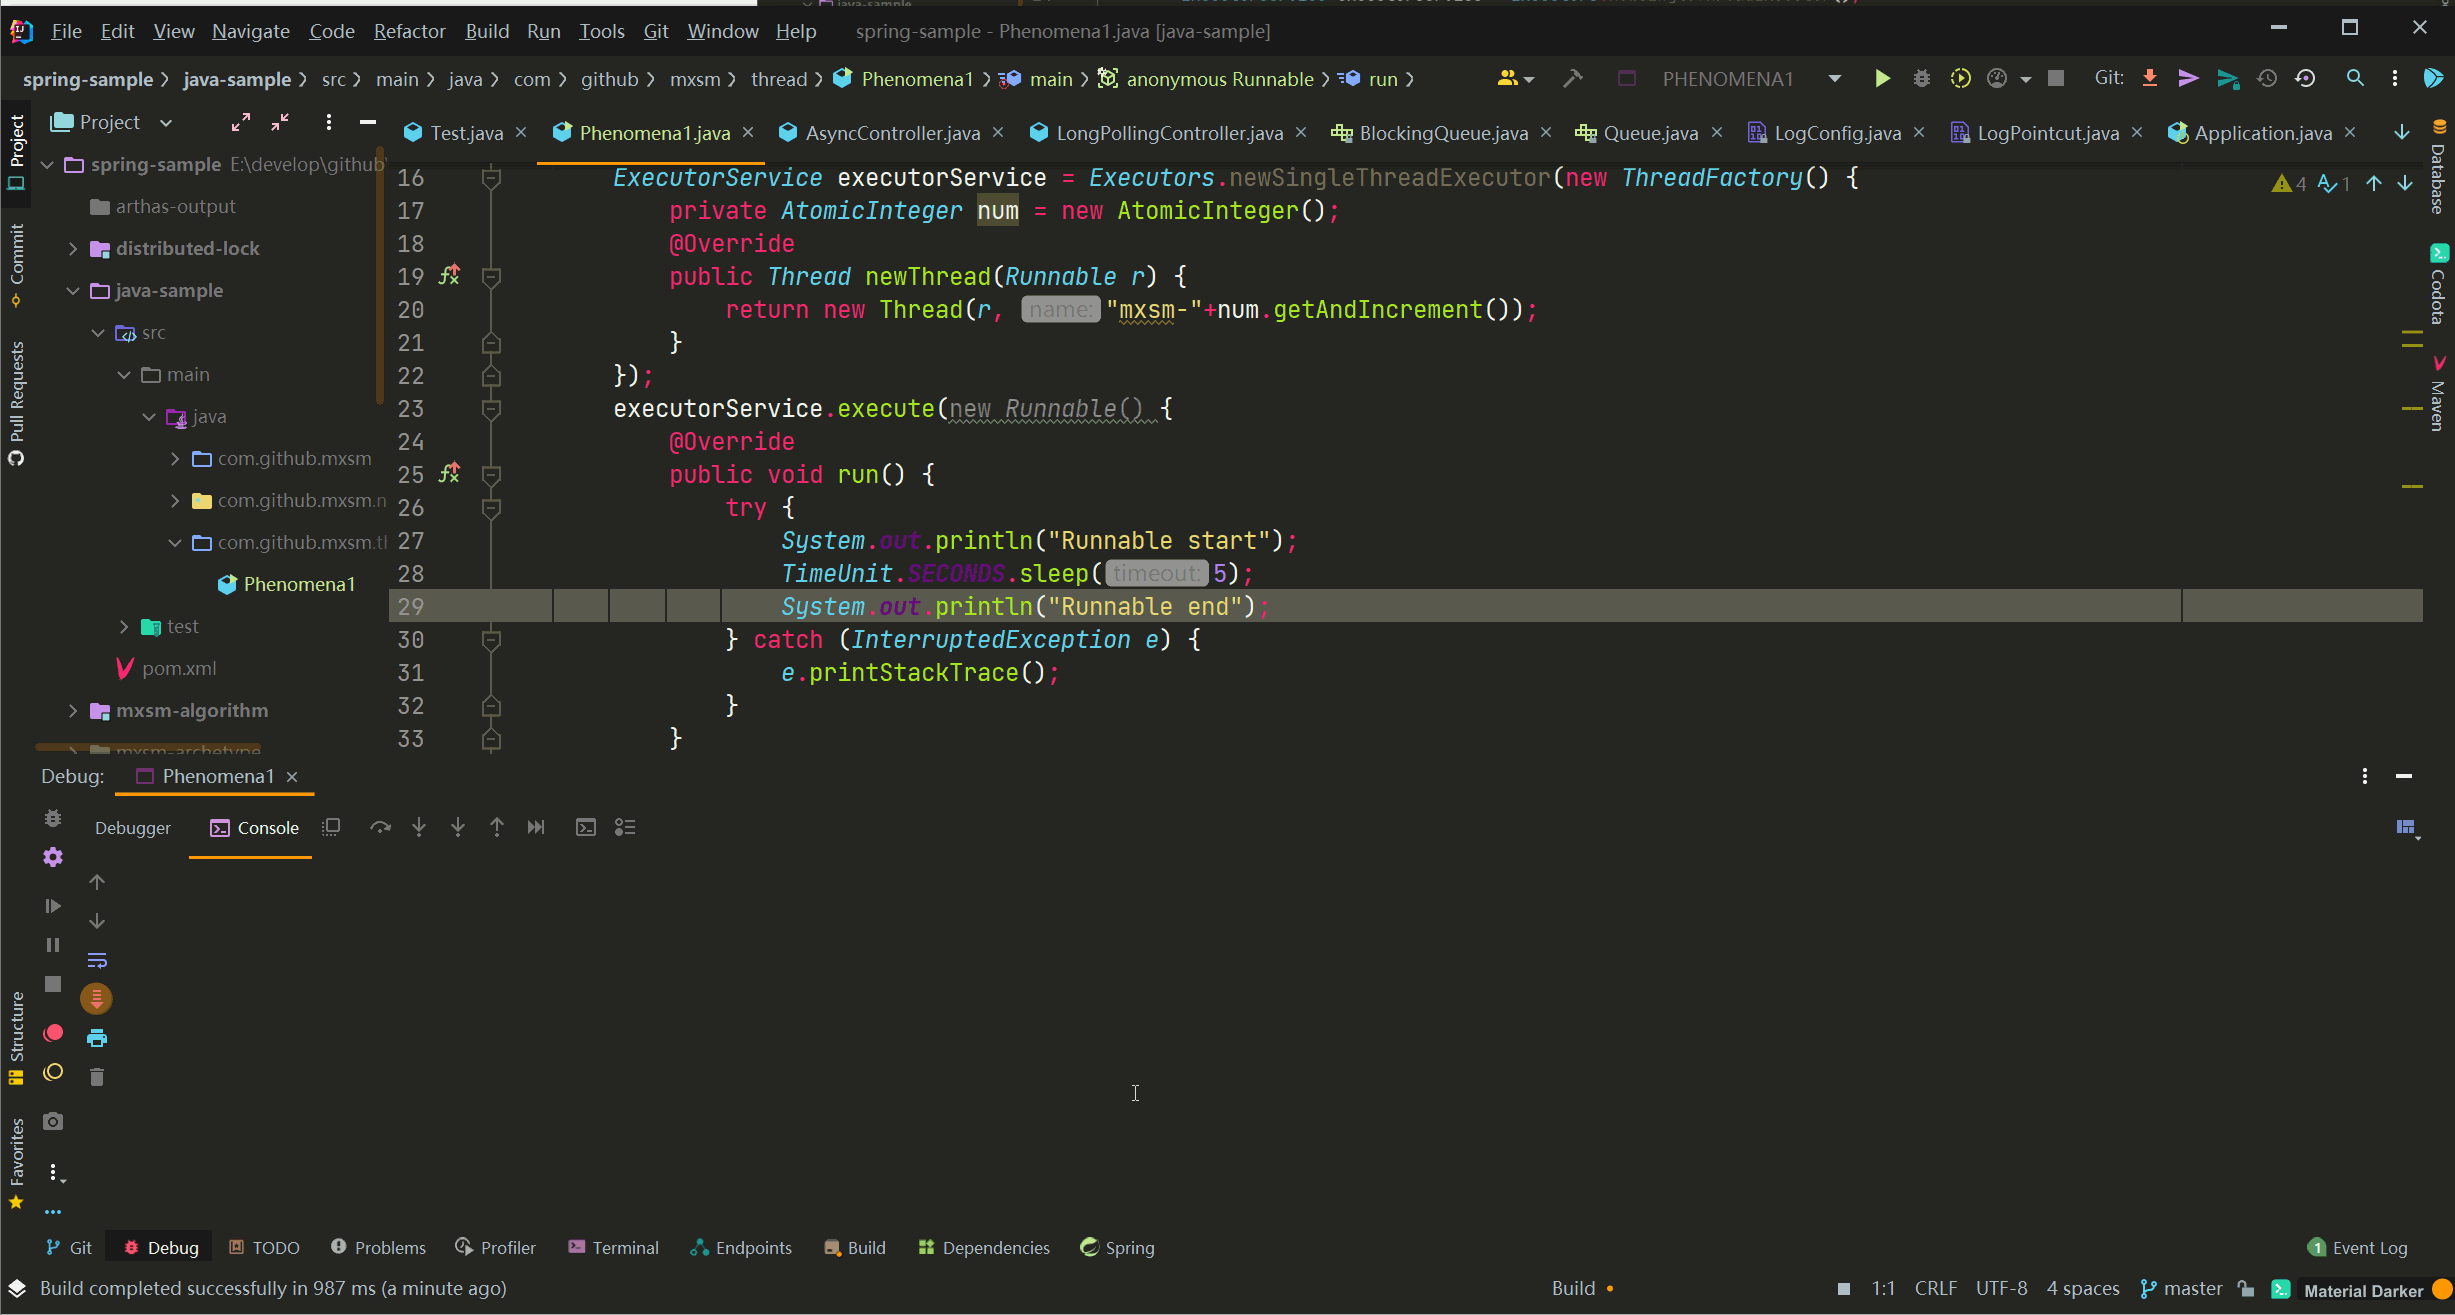 File Edit View Navigate Code Refactor Build Run Tools Git Window Help spring-sample - Phenomena1.java [java-sample]
spring-sample java-sample src main java com github mxsm thread Phenomena1 main anonymous Runnable run PHENOMENA1 Git:
Project
Test.java Phenomena1.java AsyncController.java LongPollingController.java BlockingQueue.java Queue.java LogConfig.java LogPointcut.java Application.java
Project
Commit
Pull Requests
Structure
Favorites
spring-sample E:\develop\github
arthas-output
distributed-lock
java-sample
src
main
java
com.github.mxsm
com.github.mxsm.n
com.github.mxsm.tl
Phenomena1
test
pom.xml
mxsm-algorithm
mxsm-archetype
16 ExecutorService executorService = Executors.newSingleThreadExecutor(new ThreadFactory() {
17 private AtomicInteger num = new AtomicInteger();
18 @Override
19 public Thread newThread(Runnable r) {
20 return new Thread(r, name: "mxsm-"+num.getAndIncrement());
21 }
22 });
23 executorService.execute(new Runnable() {
24 @Override
25 public void run() {
26 try {
27 System.out.println("Runnable start");
28 TimeUnit.SECONDS.sleep( timeout: 5);
29 System.out.println("Runnable end");
30 } catch (InterruptedException e) {
31 e.printStackTrace();
32 }
33 }
4 1
Database
Codota
Maven
Debug: Phenomena1
Debugger Console
Git Debug TODO Problems Profiler Terminal Endpoints Build Dependencies Spring 1 Event Log
Build completed successfully in 987 ms (a minute ago) Build 1:1 CRLF UTF-8 4 spaces master Material Darker